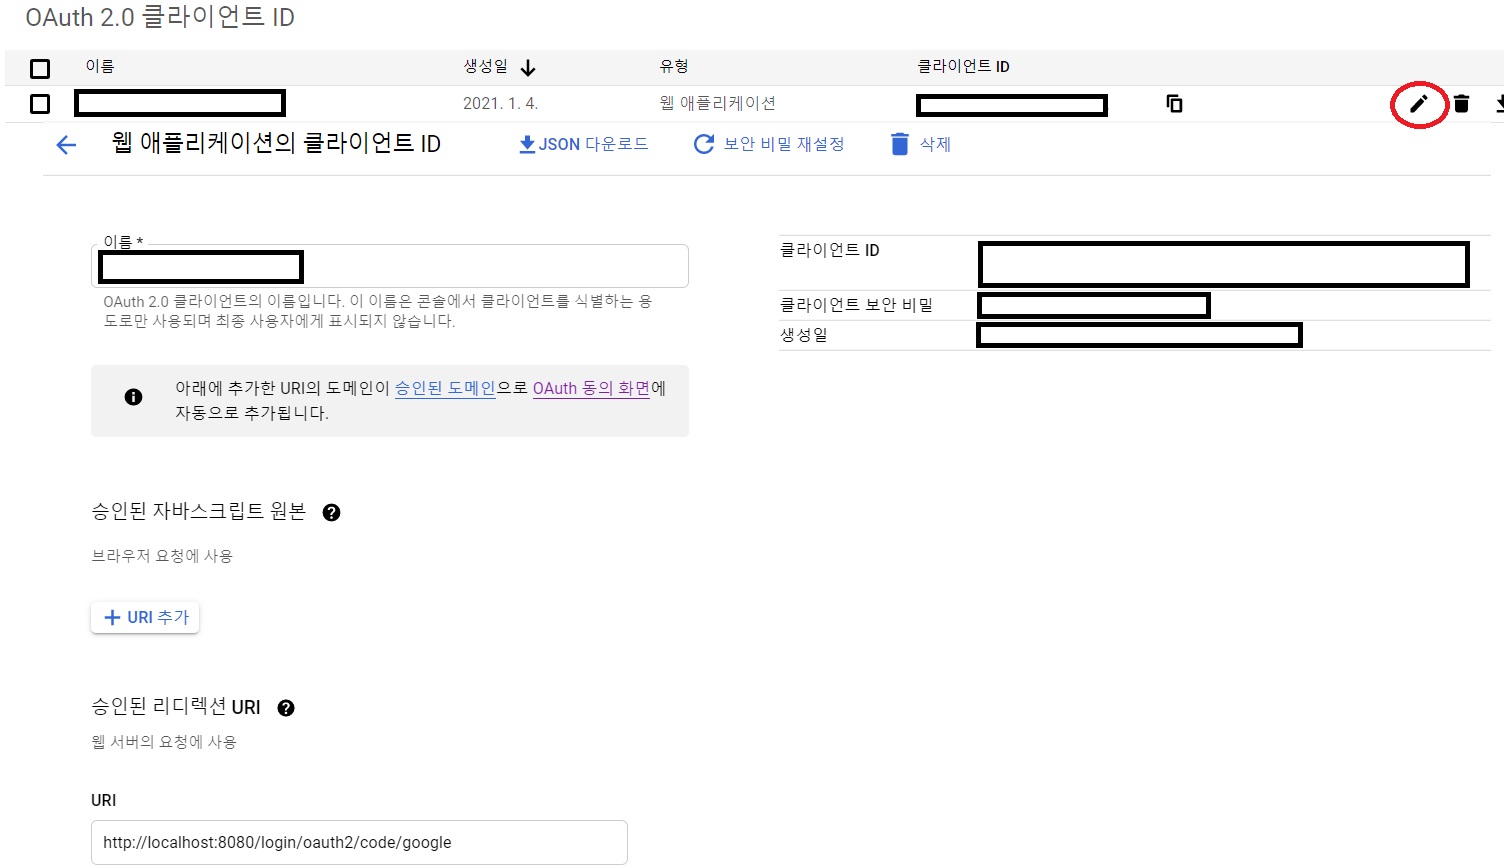 OAuth 2.0 클라이언트 ID
이름 생성일 유형 클라이언트 ID
2021. 1. 4. 웹 애플리케이션
웹 애플리케이션의 클라이언트 ID JSON 다운로드 보안 비밀 재설정 삭제
이름 *
OAuth 2.0 클라이언트의 이름입니다. 이 이름은 콘솔에서 클라이언트를 식별하는 용
도로만 사용되며 최종 사용자에게 표시되지 않습니다.
클라이언트 ID
클라이언트 보안 비밀
생성일
아래에 추가한 URI의 도메인이 승인된 도메인으로 OAuth 동의 화면에
자동으로 추가됩니다.
승인된 자바스크립트 원본
브라우저 요청에 사용
URI 추가
승인된 리디렉션 URI
웹 서버의 요청에 사용
URI
http://localhost:8080/login/oauth2/code/google